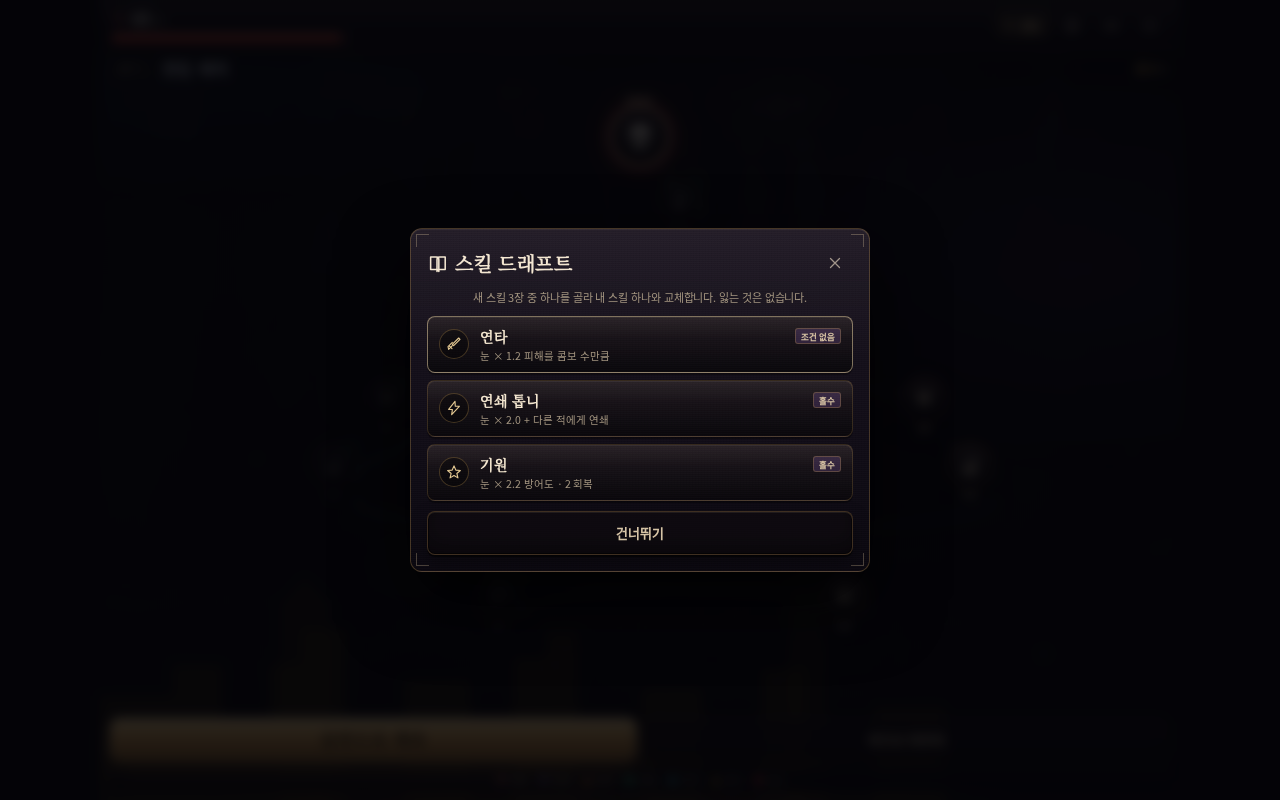 스킬 드래프트
새 스킬 3장 중 하나를 골라 내 스킬 하나와 교체합니다. 잃는 것은 없습니다.
연타
조건 없음
눈 × 1.2 피해를 콤보 수만큼
연쇄 톱니
홀수
눈 × 2.0 + 다른 적에게 연쇄
기원
홀수
눈 × 2.2 방어도 · 2 회복
건너뛰기